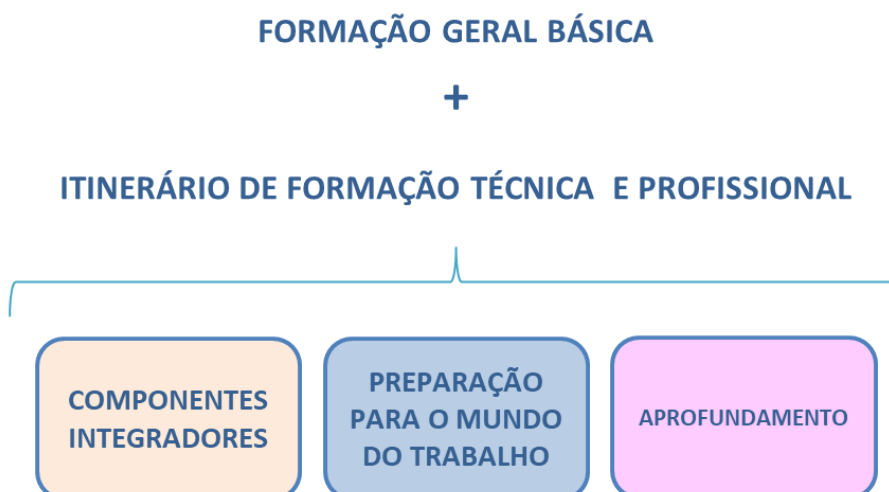 FORMAÇÃO GERAL BÁSICA
+
ITINERÁRIO DE FORMAÇÃO TÉCNICA E PROFISSIONAL
COMPONENTES
INTEGRADORES
PREPARAÇÃO
PARA O MUNDO
DO TRABALHO
APROFUNDAMENTO